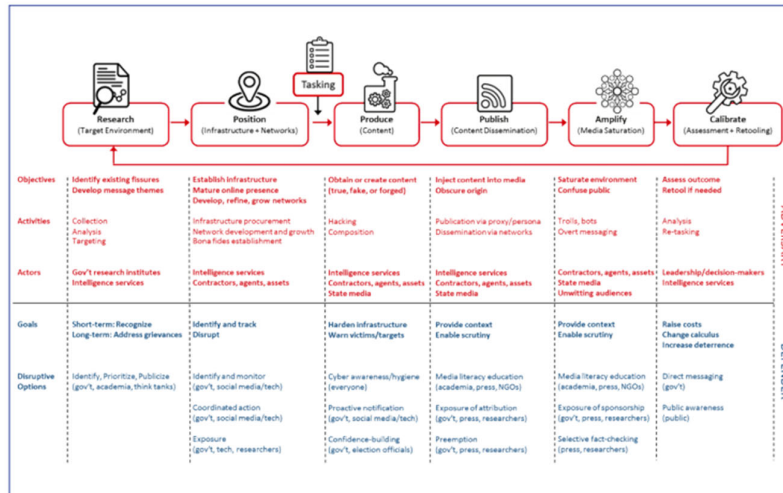 Tasking
Research
(Target Environment)
Position
(Infrastructure + Networks)
Produce
(Content)
Publish
(Content Dissemination)
Amplify
(Media Saturation)
Calibrate
(Assessment + Retooling)
Objectives
Identify existing fissures
Develop message themes
Establish infrastructure
Mature online presence
Develop, refine, grow networks
Obtain or create content
(true, fake, or forged)
Inject content into media
Obscure origin
Saturate environment
Confuse public
Assess outcome
Retool if needed
Activities
Collection
Analysis
Targeting
Infrastructure procurement
Network development and growth
Bona fides establishment
Hacking
Composition
Publication via proxy/persona
Dissemination via networks
Trolls, bots
Overt messaging
Analysis
Re-tasking
Actors
Gov't research institutes
Intelligence services
Intelligence services
Contractors, agents, assets
Intelligence services
Contractors, agents, assets
State media
Intelligence services
Contractors, agents, assets
State media
Contractors, agents, assets
State media
Unwitting audiences
Leadership/decision-makers
Intelligence services
Goals
Short-term: Recognize
Long-term: Address grievances
Identify and track
Disrupt
Harden infrastructure
Warn victims/targets
Provide context
Enable scrutiny
Provide context
Enable scrutiny
Raise costs
Change calculus
Increase deterrence
Disruptive
Options
Identify, Prioritize, Publicize
(gov't, academia, think tanks)
Identify and monitor
(gov't, social media/tech)
Coordinated action
(gov't, social media/tech)
Exposure
(gov't, tech, researchers)
Cyber awareness/hygiene
(everyone)
Proactive notification
(gov't, social media/tech)
Confidence-building
(gov't, election officials)
Media literacy education
(academia, press, NGOs)
Exposure of attribution
(gov't, press, researchers)
Preemption
(gov't, press, researchers)
Media literacy education
(academia, press, NGOs)
Exposure of sponsorship
(gov't, press, researchers)
Selective fact-checking
(press, researchers)
Direct messaging
(gov't)
Public awareness
(public)